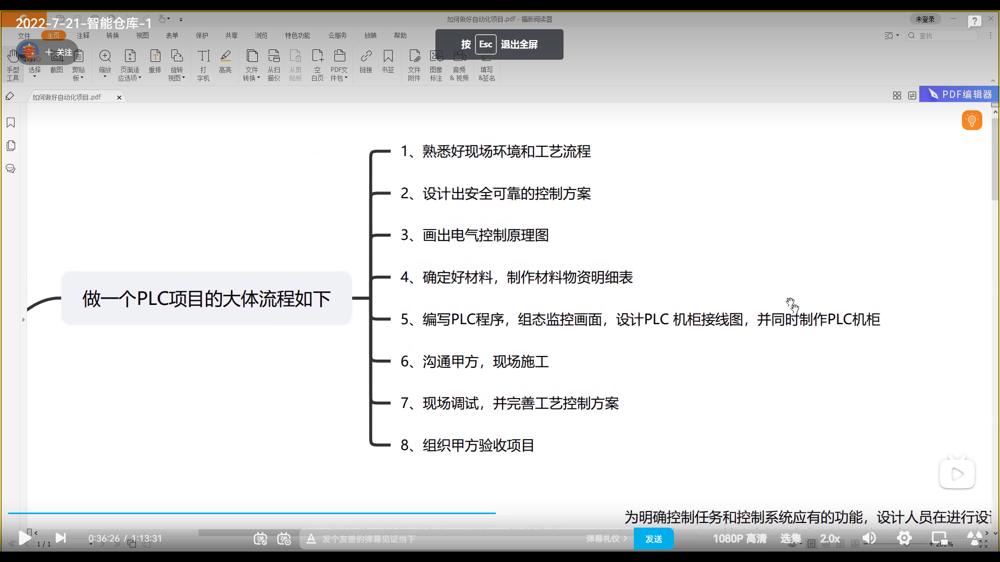 2022-7-21-智能仓库-1
如何做好自动化项目.pdf - 福昕阅读器
未登录
文件 主页 注释 转换 视图 表单 保护 共享 浏览 特色功能 云服务 放映 帮助
查找
十 关注
按 Esc 退出全屏
手型工具 选择 截图 剪贴板 缩放 页面适应选项 重排 旋转视图 打字机 高亮 文件转换 从扫描仪 从剪贴板 空白页 PDF文件包 链接 书签 文件附件 图像标注 音频&视频 填写&签名
如何做好自动化项目.pdf
PDF编辑器
做一个PLC项目的大体流程如下
1、熟悉好现场环境和工艺流程
2、设计出安全可靠的控制方案
3、画出电气控制原理图
4、确定好材料，制作材料物资明细表
5、编写PLC程序，组态监控画面，设计PLC 机柜接线图，并同时制作PLC机柜
6、沟通甲方，现场施工
7、现场调试，并完善工艺控制方案
8、组织甲方验收项目
为明确控制任务和控制系统应有的功能，设计人员在进行设
0:36:26 / 1:13:31
弹 弹
发个友善的弹幕见证当下
弹幕礼仪
发送
1080P 高清
选集
2.0x
1 / 1